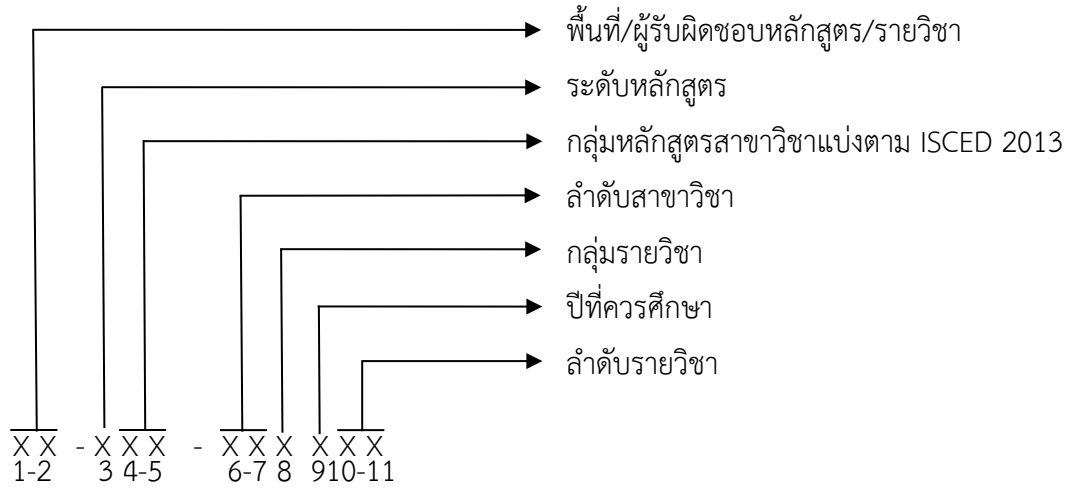 พื้นที่/ผู้รับผิดชอบหลักสูตร/รายวิชา
ระดับหลักสูตร
กลุ่มหลักสูตรสาขาวิชาแบ่งตาม ISCED 2013
ลำดับสาขาวิชา
กลุ่มรายวิชา
ปีที่ควรศึกษา
ลำดับรายวิชา
X X - X X X - X X X X X X
1-2 3 4-5 6-7 8 910-11